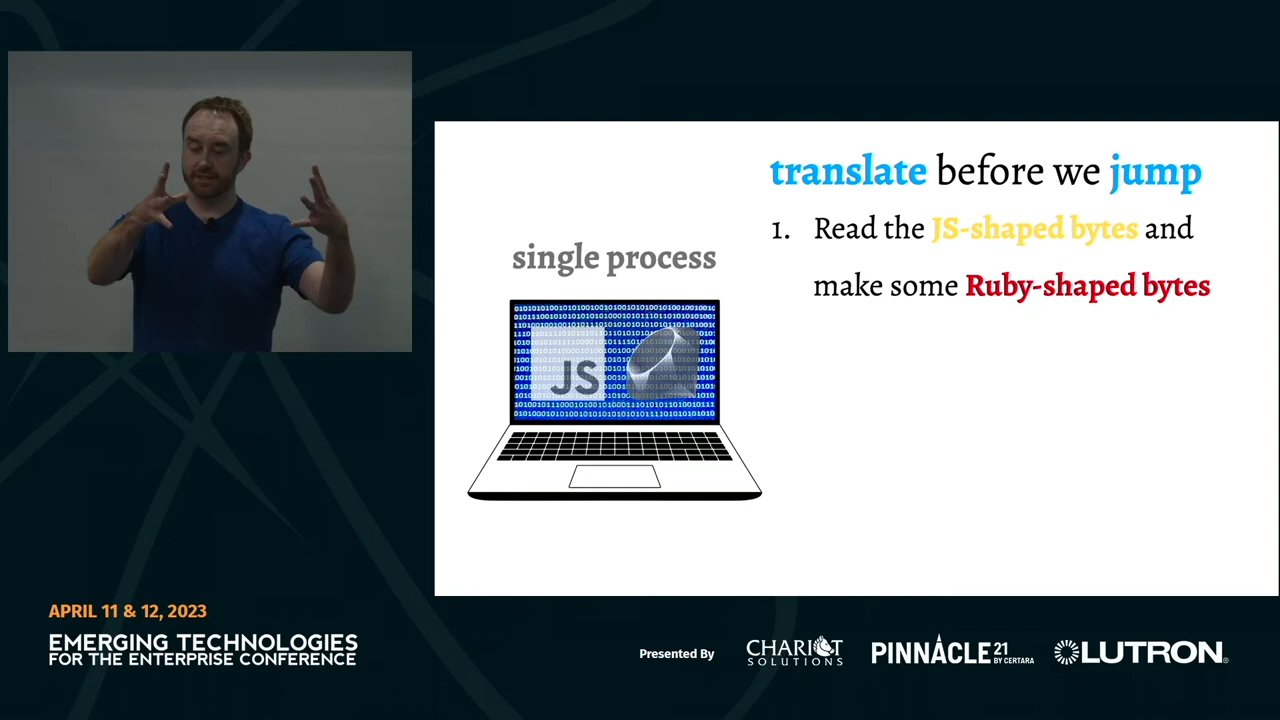 translate before we jump
1. Read the JS-shaped bytes and
make some Ruby-shaped bytes
single process
JS
APRIL 11 & 12, 2023
EMERGING TECHNOLOGIES
FOR THE ENTERPRISE CONFERENCE
Presented By
CHARIOT
SOLUTIONS
PINNACLE 21
BY CERTARA
LUTRON